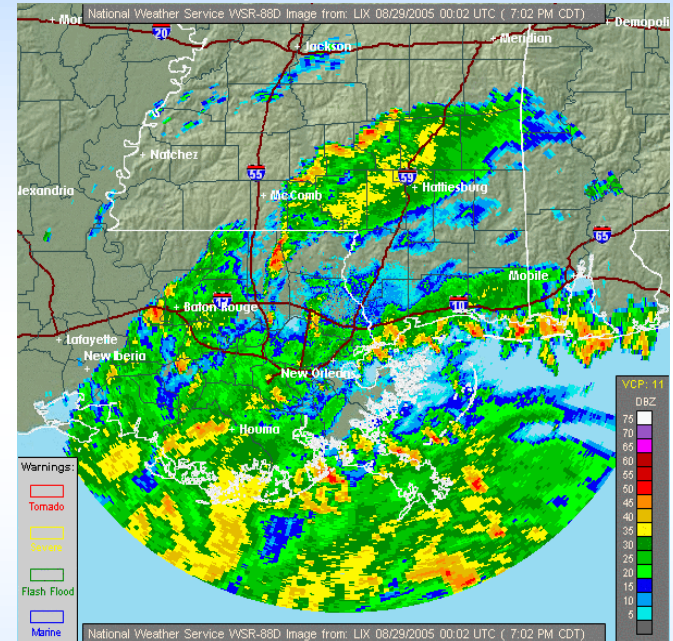 National Weather Service WSR-88D Image from: LIX 08/29/2005 00:02 UTC ( 7:02 PM CDT)
Mor
20
Jackson
Meridian
Demopoli
Natchez
lexandria
55
59
Mc Comb
Hattiesburg
65
Mobile
12
10
Baton Rouge
Lafayette
New Iberia
New Orleans
Houma
VCP: 11
DBZ
75
70
65
60
55
50
45
40
35
30
25
20
15
10
5
Warnings:
Tornado
Severe
Flash Flood
Marine
National Weather Service WSR-88D Image from: LIX 08/29/2005 00:02 UTC ( 7:02 PM CDT)